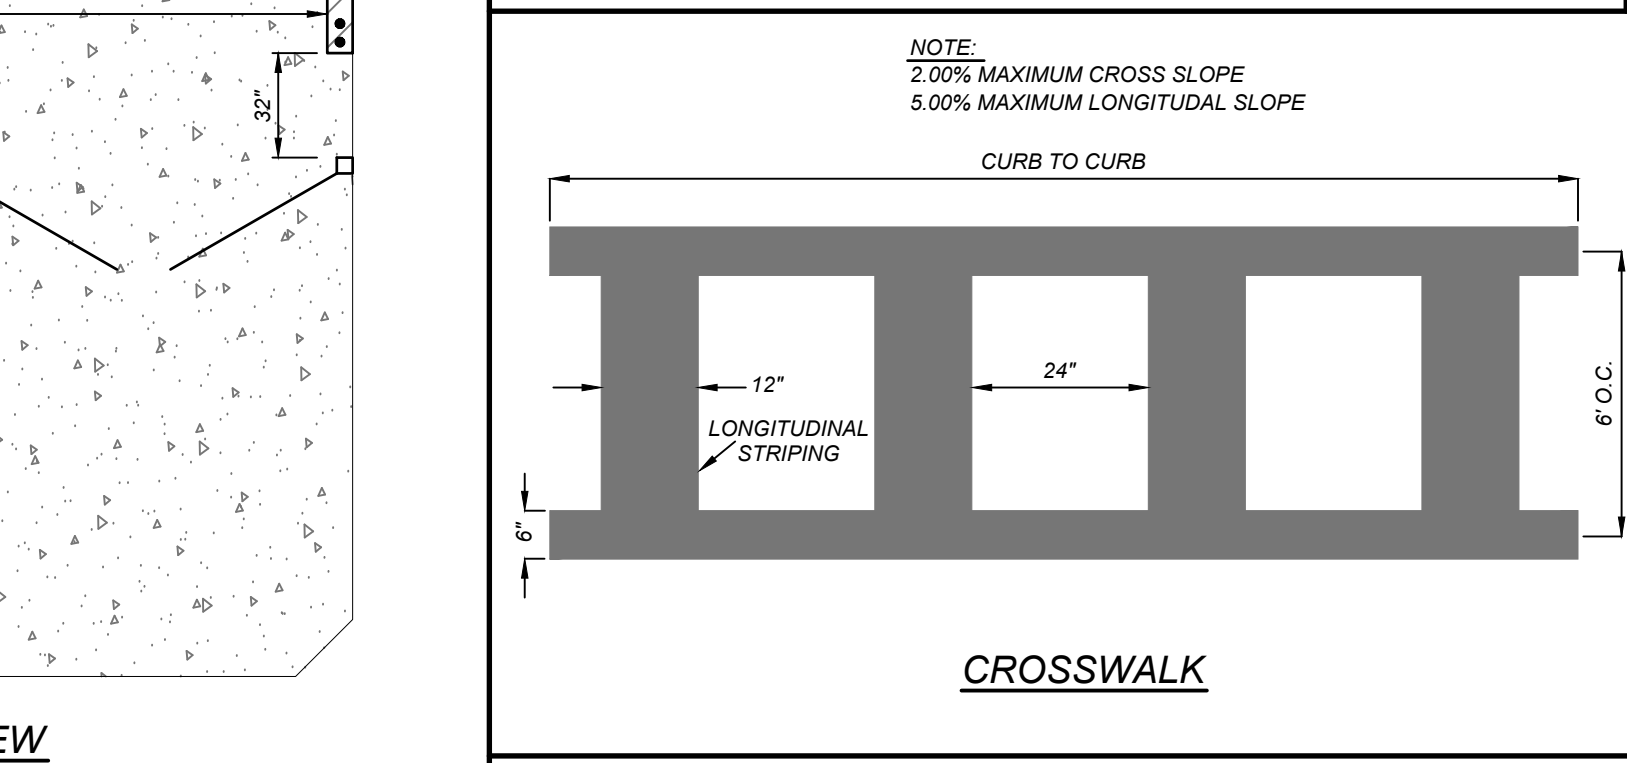 32"
EW
NOTE:
2.00% MAXIMUM CROSS SLOPE
5.00% MAXIMUM LONGITUDAL SLOPE
CURB TO CURB
12"
24"
LONGITUDINAL
STRIPING
6"
6' O.C.
CROSSWALK